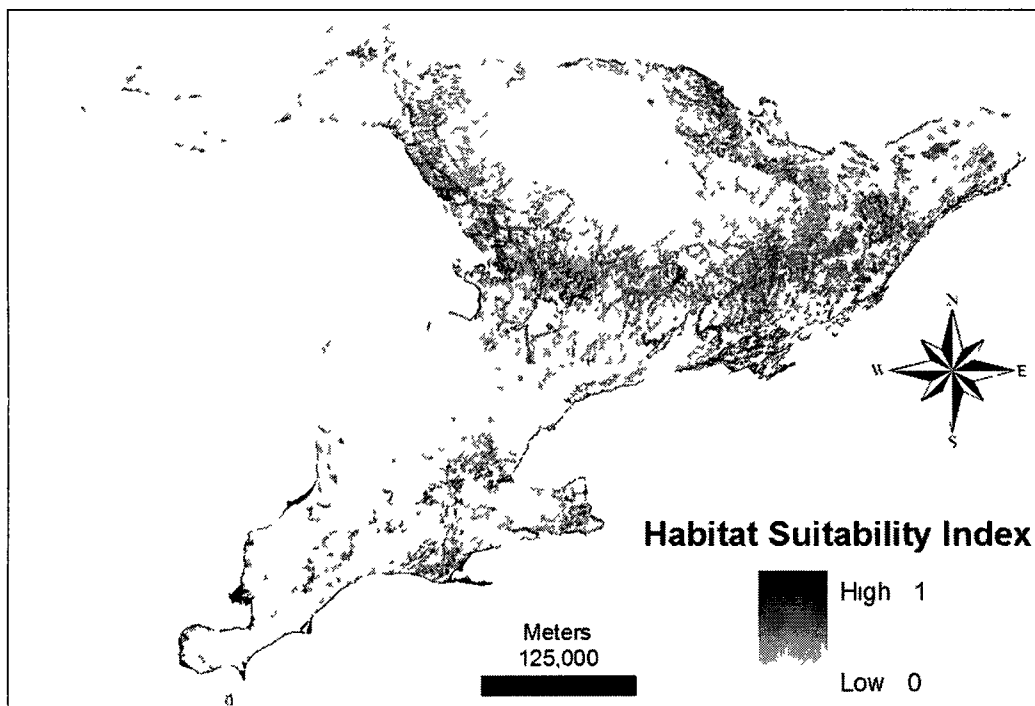 N
W E
S
Habitat Suitability Index
High 1
Low 0
Meters
125,000